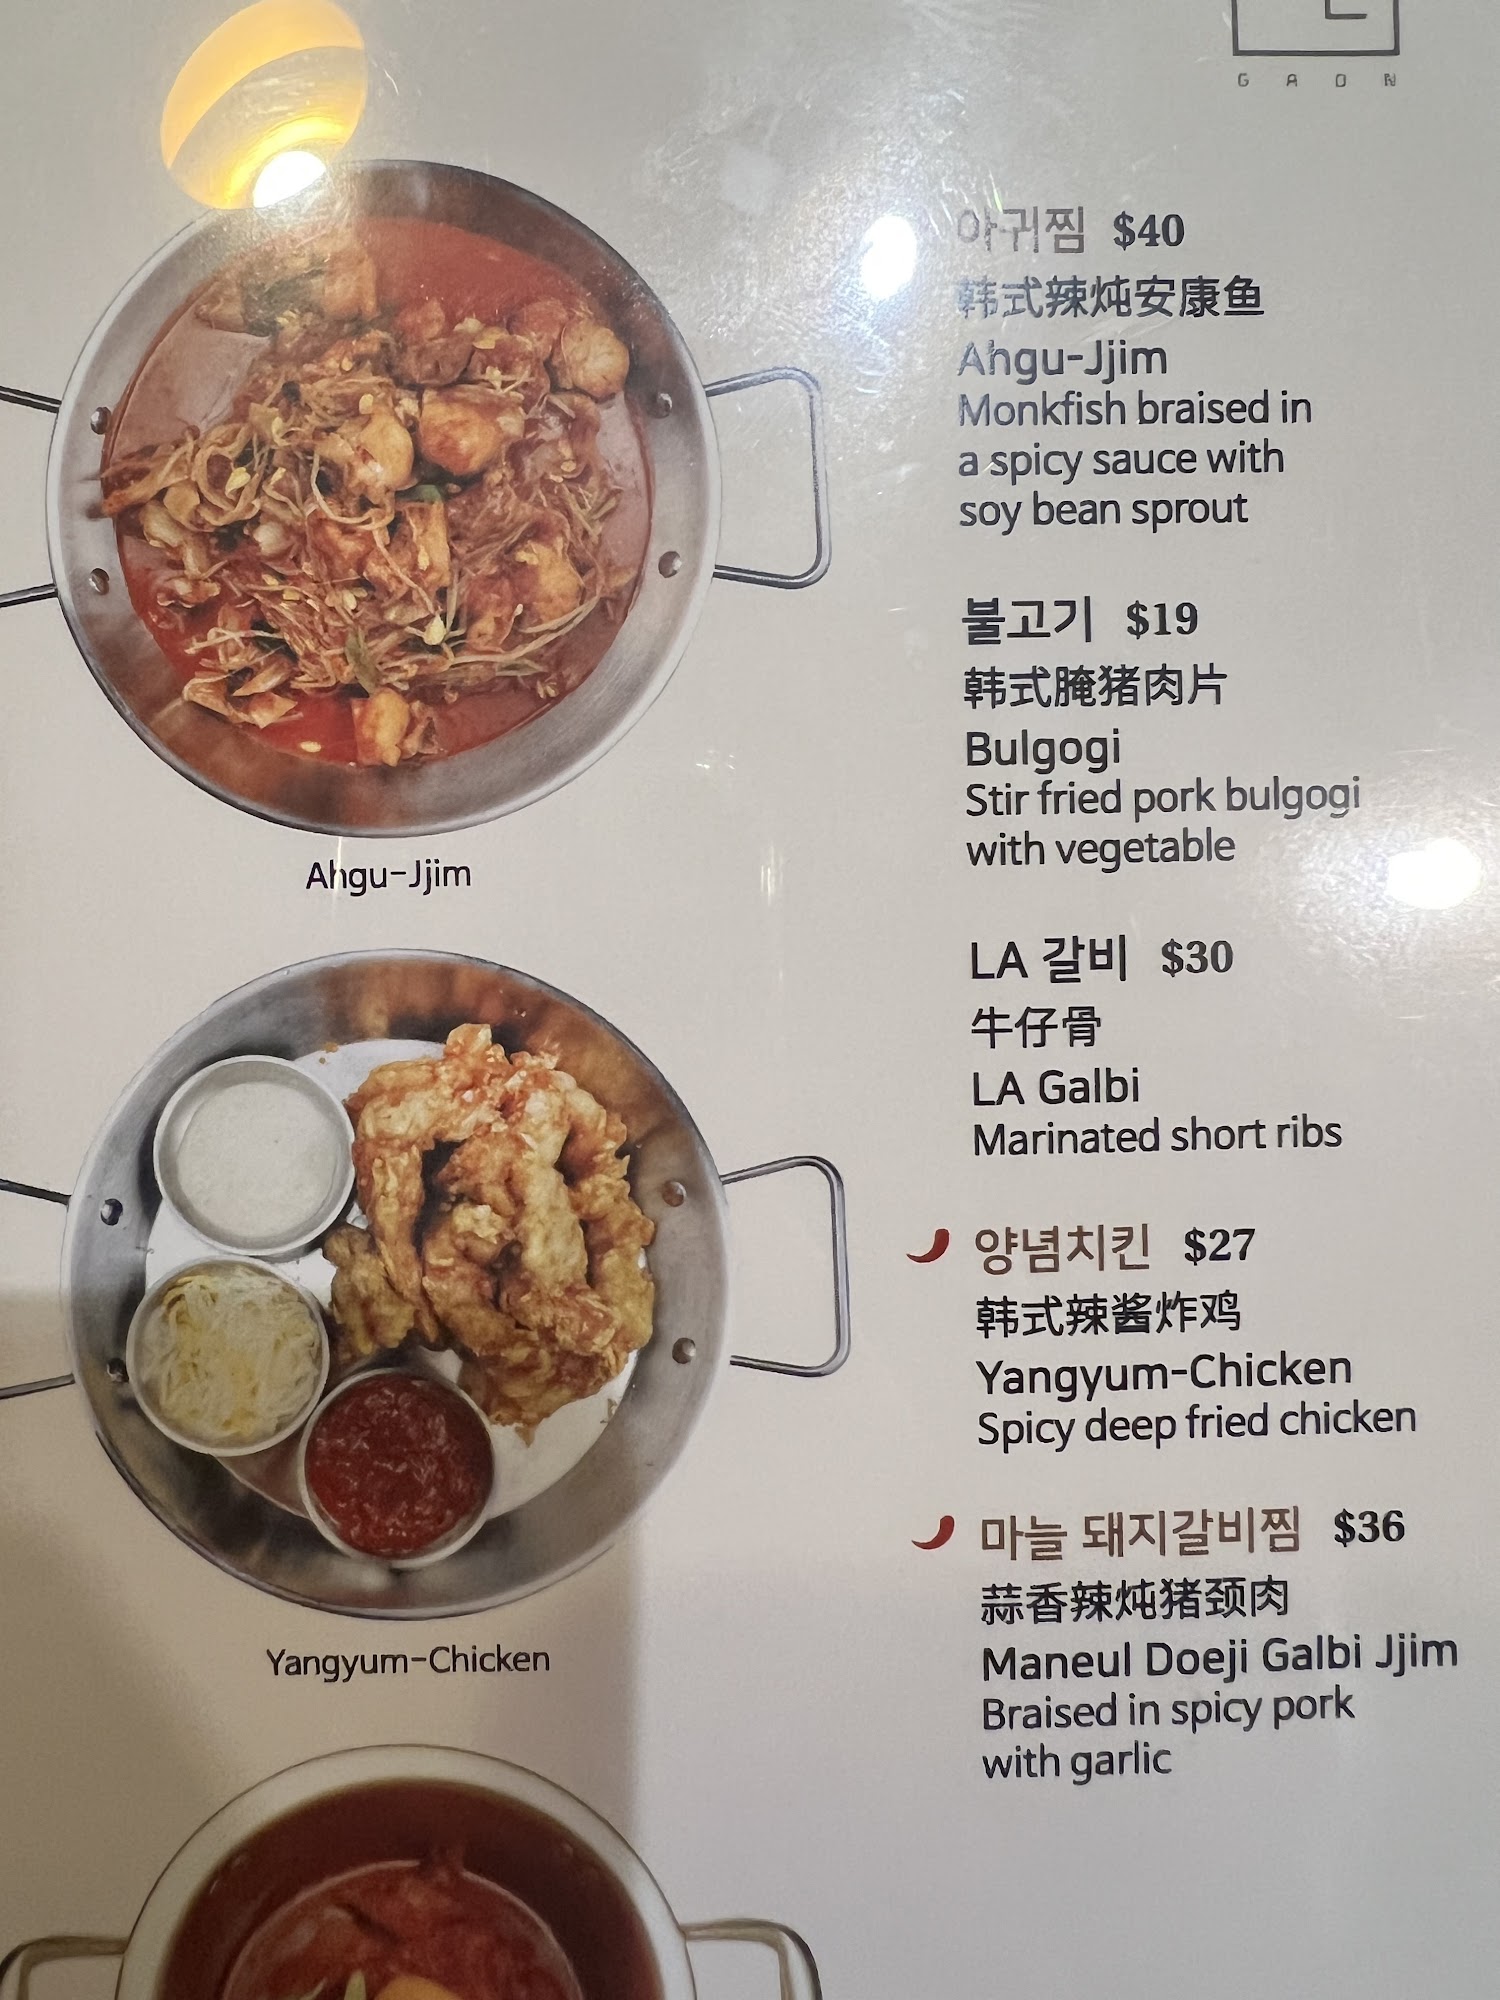 GAON
아귀찜 $40
韩式辣炖安康鱼
Ahgu-Jjim
Monkfish braised in
a spicy sauce with
soy bean sprout
불고기 $19
韩式腌猪肉片
Bulgogi
Stir fried pork bulgogi
with vegetable
LA 갈비 $30
牛仔骨
LA Galbi
Marinated short ribs
양념치킨 $27
韩式辣酱炸鸡
Yangyum-Chicken
Spicy deep fried chicken
마늘 돼지갈비찜 $36
蒜香辣炖猪颈肉
Maneul Doeji Galbi Jjim
Braised in spicy pork
with garlic
Ahgu-Jjim
Yangyum-Chicken